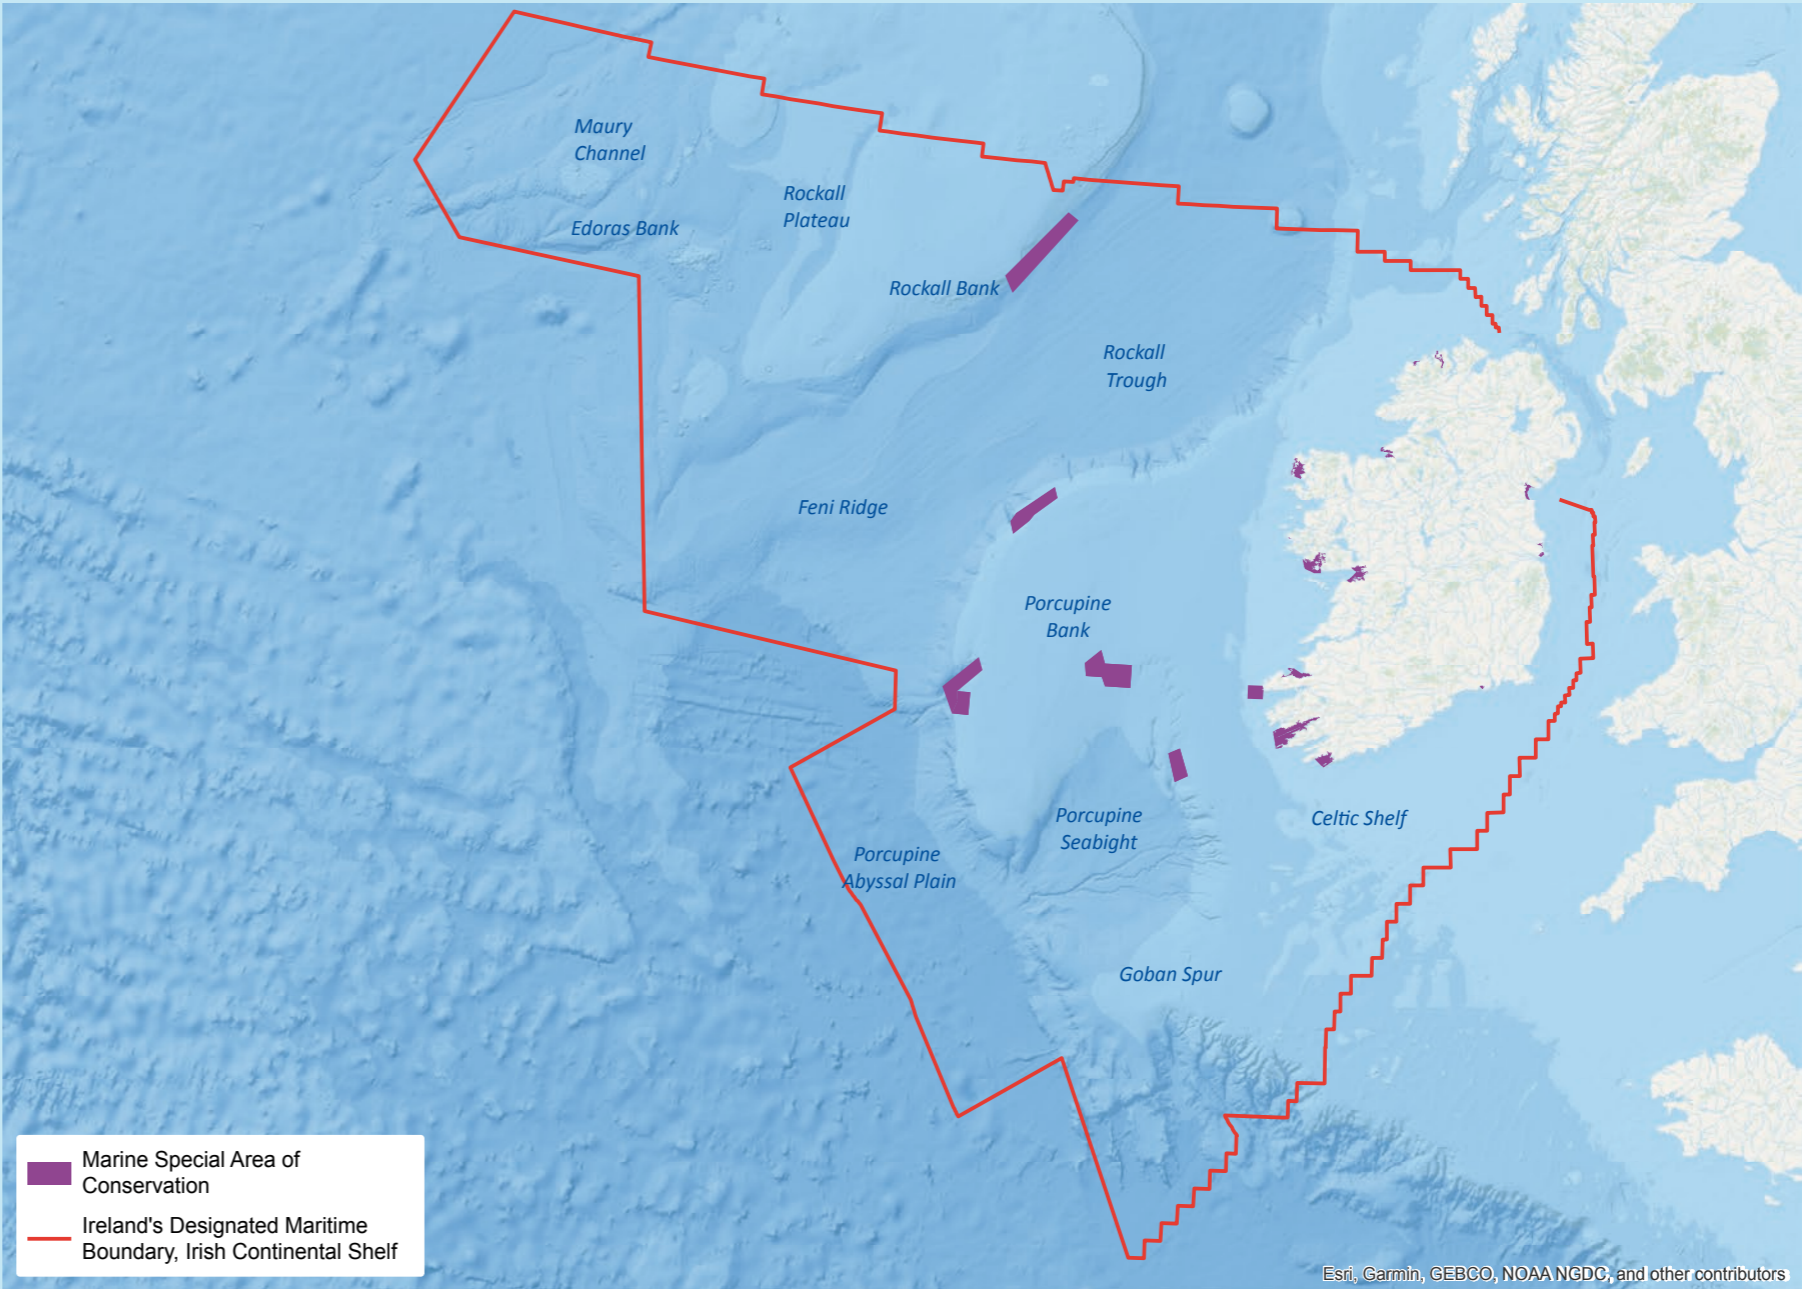 Maury
Channel
Rockall
Plateau
Edoras Bank
Rockall Bank
Rockall
Trough
Feni Ridge
Porcupine
Bank
Porcupine
Seabight
Celtic Shelf
Porcupine
Abyssal Plain
Goban Spur
Marine Special Area of
Conservation
Ireland's Designated Maritime
Boundary, Irish Continental Shelf
Esri, Garmin, GEBCO, NOAA NGDC, and other contributors